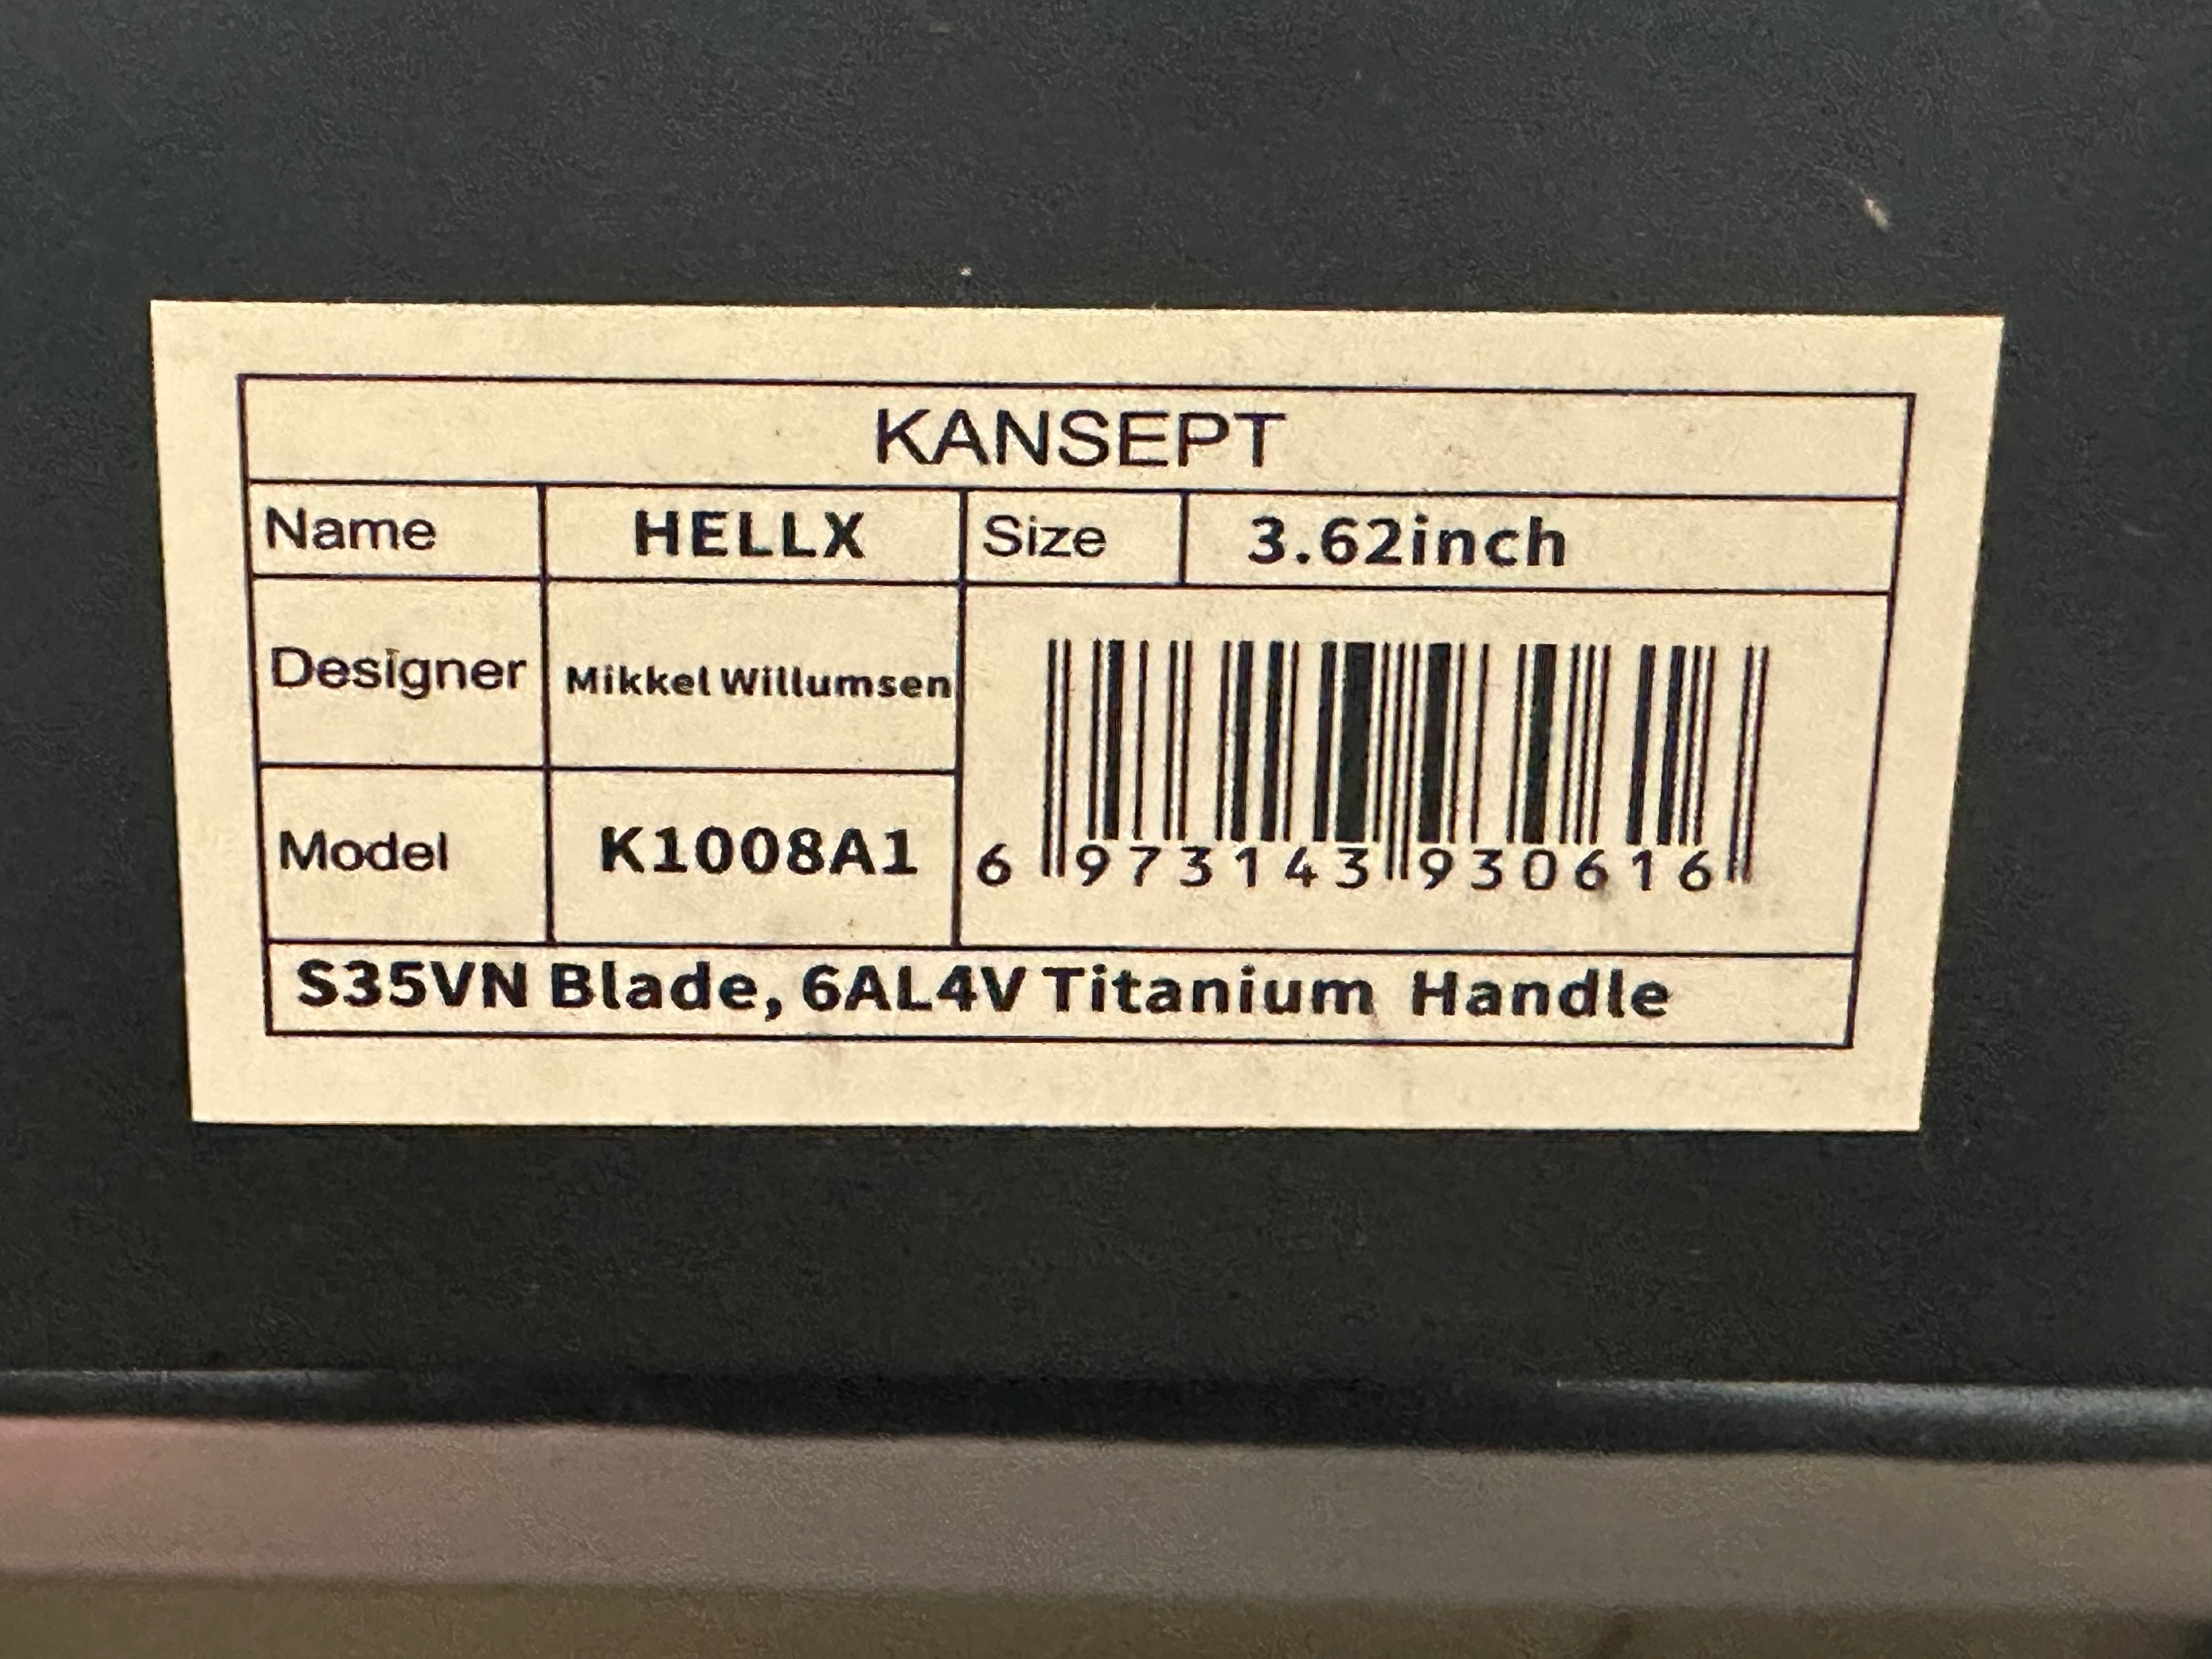 KANSEPT
Name HELLX Size 3.62inch
Designer Mikkel Willumsen
Model K1008A1
6 973143 930616
S35VN Blade, 6AL4V Titanium Handle